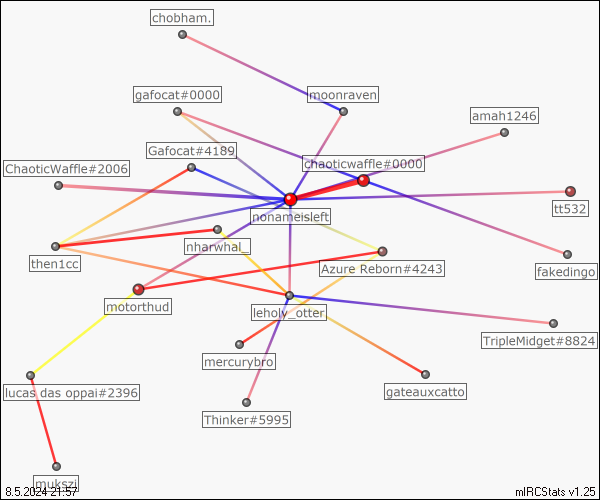 chobham.
gafocat#0000
moonraven
amah1246
Gafocat#4189
chaoticwaffle#0000
ChaoticWaffle#2006
tt532
nonameisleft
nharwhal_
then1cc
Azure Reborn#4243
fakedingo
motorthud
leholy_otter
TripleMidget#8824
mercurybro
lucas das oppai#2396
gateauxcatto
Thinker#5995
mukszi
8.5.2024 21:57
mIRCStats v1.25